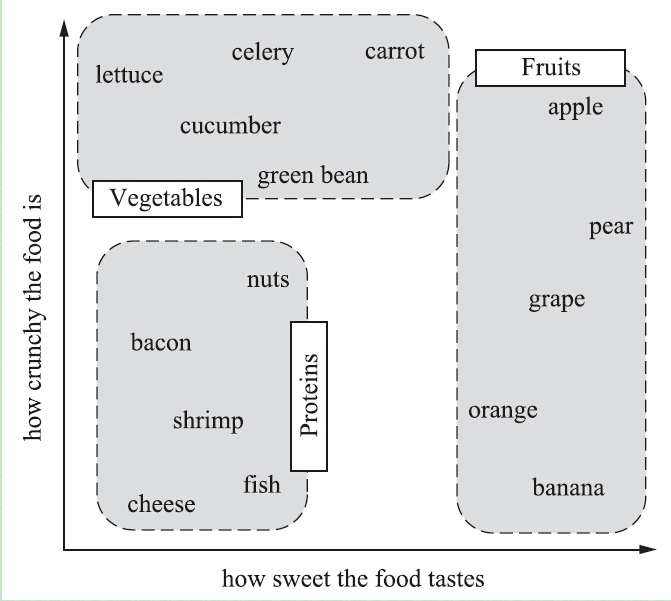 celery
carrot
lettuce
Fruits
apple
cucumber
green bean
Vegetables
pear
nuts
grape
bacon
Proteins
orange
shrimp
fish
banana
cheese
how crunchy the food is
how sweet the food tastes